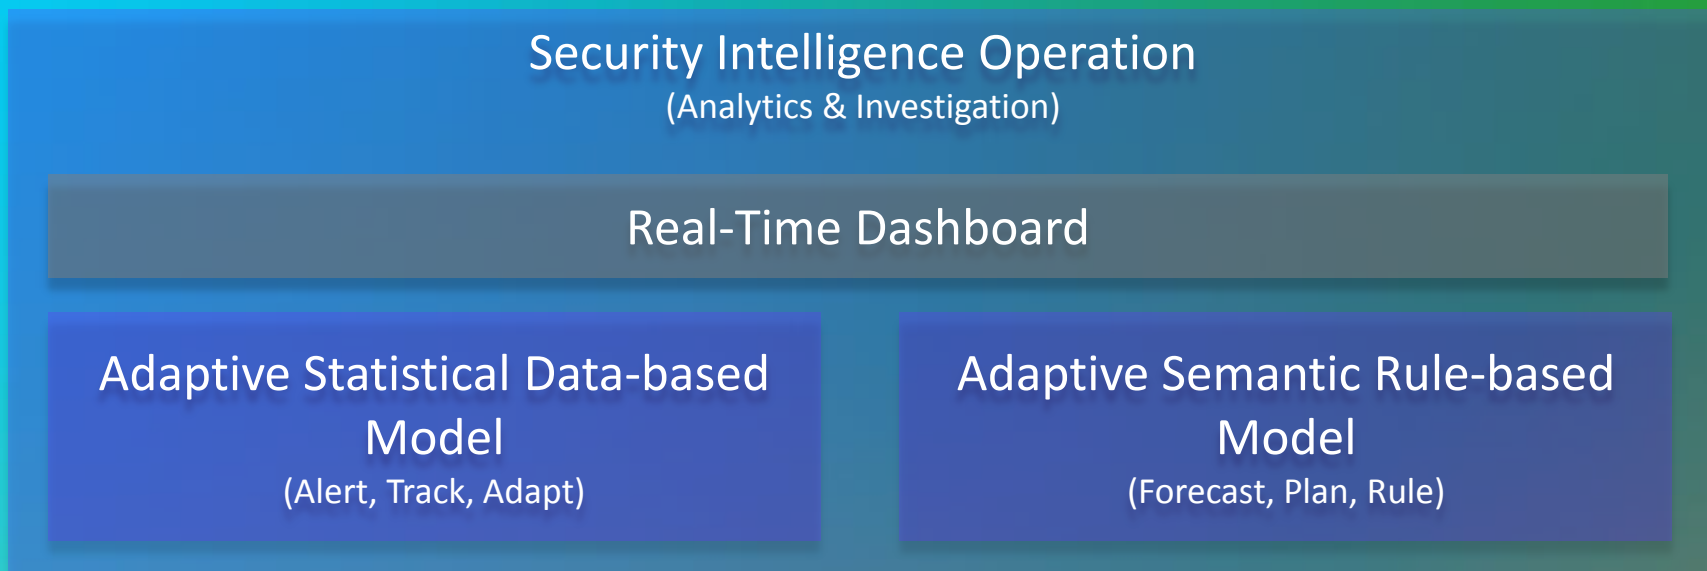 Security Intelligence Operation
(Analytics & Investigation)
Real-Time Dashboard
Adaptive Statistical Data-based
Model
(Alert, Track, Adapt)
Adaptive Semantic Rule-based
Model
(Forecast, Plan, Rule)